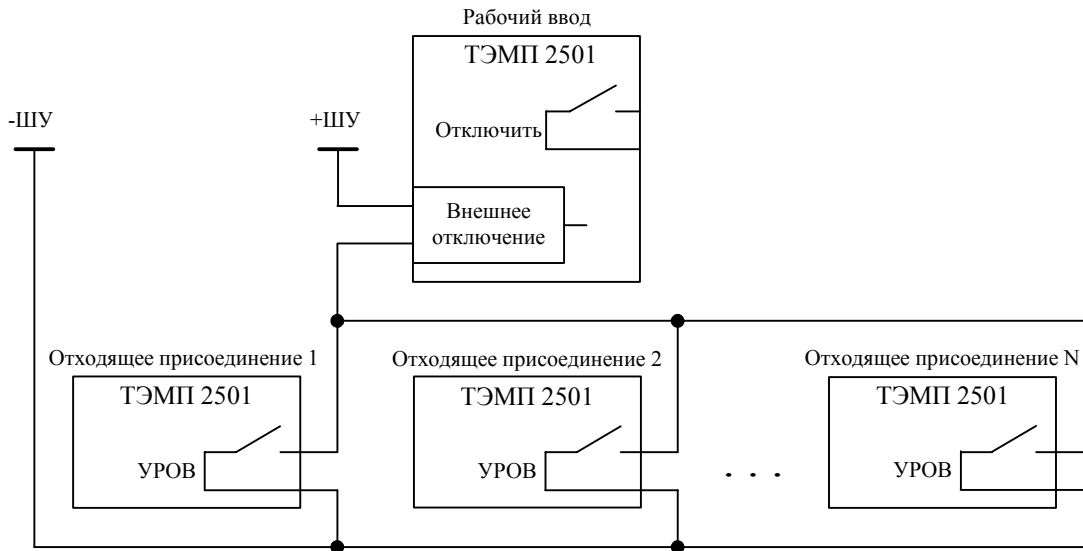 Рабочий ввод
ТЭМП 2501
-ШУ
+ШУ
Отключить
Внешнее
отключение
Отходящее присоединение 1
Отходящее присоединение 2
Отходящее присоединение N
ТЭМП 2501
ТЭМП 2501
ТЭМП 2501
УРОВ
УРОВ
. . .
УРОВ